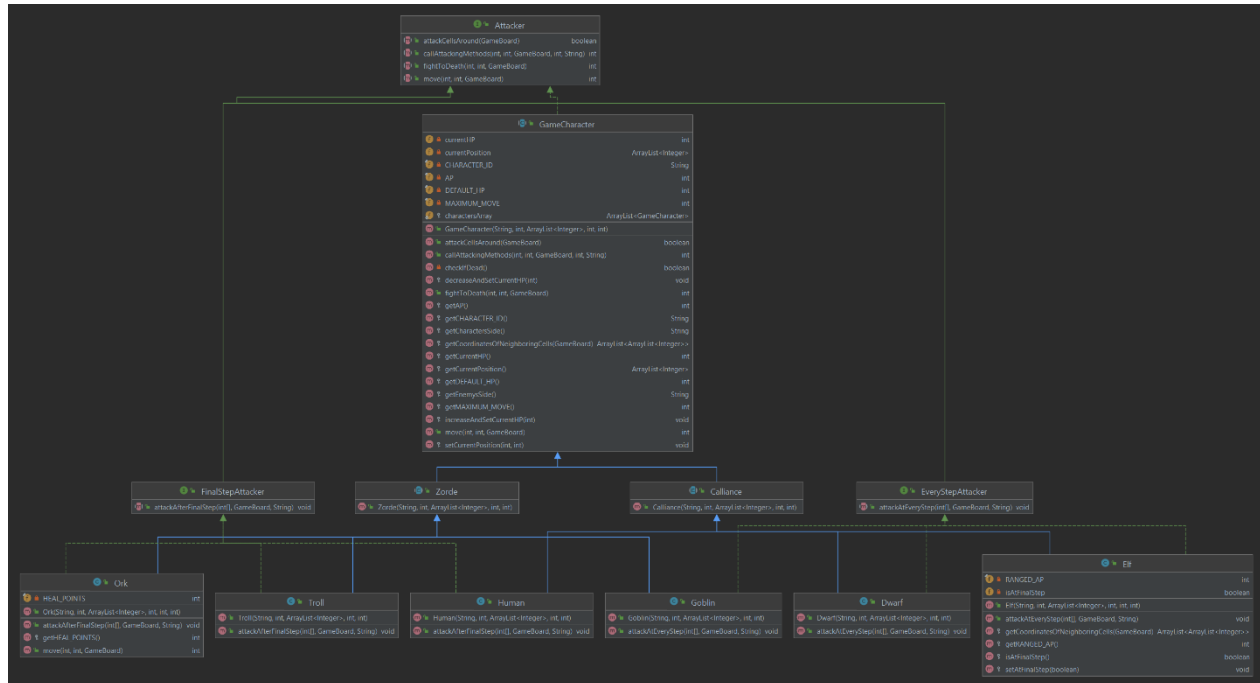 Attacker
attackCellsAround(GameBoard) boolean
callAttackingMethods(int, int, GameBoard, int, String) int
fightToDeath(int, int, GameBoard) int
move(int, int, GameBoard) int
GameCharacter
currentHP int
currentPosition ArrayList<Integer>
CHARACTER_ID String
AP int
DEFAULT_HP int
MAXIMUM_MOVE int
charactersArray ArrayList<GameCharacter>
GameCharacter(String, int, ArrayList<Integer>, int, int)
attackCellsAround(GameBoard) boolean
callAttackingMethods(int, int, GameBoard, int, String) int
checkIfDead() boolean
decreaseAndSetCurrentHP(int) void
fightToDeath(int, int, GameBoard) int
getAP() int
getCHARACTER_ID() String
getCharactersSide() String
getCoordinatesOfNeighboringCells(GameBoard) ArrayList<ArrayList<Integer>>
getCurrentHP() int
getCurrentPosition() ArrayList<Integer>
getDEFAULT_HP() int
getEnemysSide() String
getMAXIMUM_MOVE() int
increaseAndSetCurrentHP(int) void
move(int, int, GameBoard) int
setCurrentPosition(int, int) void
FinalStepAttacker
attackAfterFinalStep(int[], GameBoard, String) void
Zorde
Zorde(String, int, ArrayList<Integer>, int, int)
Calliance
Calliance(String, int, ArrayList<Integer>, int, int)
EveryStepAttacker
attackAtEveryStep(int[], GameBoard, String) void
Ork
HEAL_POINTS int
Ork(String, int, ArrayList<Integer>, int, int, int)
attackAfterFinalStep(int[], GameBoard, String) void
getHEAL_POINTS() int
move(int, int, GameBoard) int
Troll
Troll(String, int, ArrayList<Integer>, int, int)
attackAfterFinalStep(int[], GameBoard, String) void
Human
Human(String, int, ArrayList<Integer>, int, int)
attackAfterFinalStep(int[], GameBoard, String) void
Goblin
Goblin(String, int, ArrayList<Integer>, int, int)
attackAtEveryStep(int[], GameBoard, String) void
Dwarf
Dwarf(String, int, ArrayList<Integer>, int, int)
attackAtEveryStep(int[], GameBoard, String) void
Elf
RANGED_AP int
isAtFinalStep boolean
Elf(String, int, ArrayList<Integer>, int, int, int)
attackAtEveryStep(int[], GameBoard, String) void
getCoordinatesOfNeighboringCells(GameBoard) ArrayList<ArrayList<Integer>>
getRANGED_AP() int
isAtFinalStep() boolean
setAtFinalStep(boolean) void